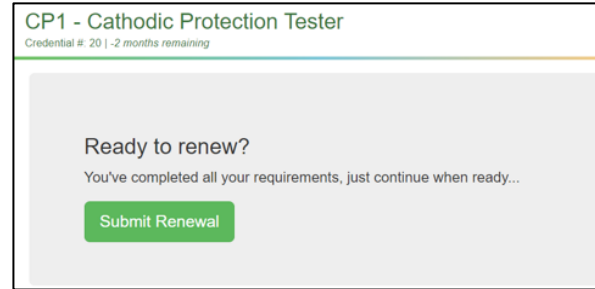 CP1 - Cathodic Protection Tester
Credential #: 20 | -2 months remaining
Ready to renew?
You've completed all your requirements, just continue when ready...
Submit Renewal